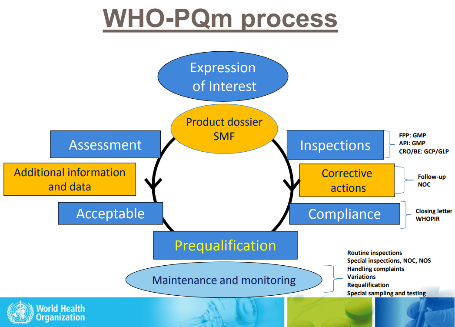 WHO-PQm process
Expression
of Interest
Product dossier
SMF
Assessment
Inspections
FPP: GMP
API: GMP
CRO/BE: GCP/GLP
Additional information
and data
Corrective
actions
Follow-up
NOC
Acceptable
Compliance
Closing letter
WHOPIR
Prequalification
Maintenance and monitoring
Routine inspections
Special inspections, NOC, NOS
Handling complaints
Variations
Requalification
Special sampling and testing
World Health
Organization